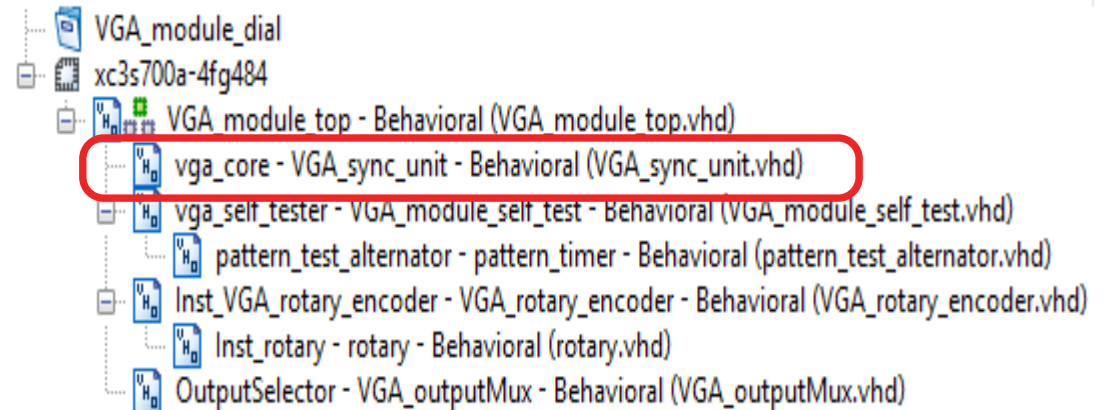 VGA_module_dial
xc3s700a-4fg484
VGA_module_top - Behavioral (VGA_module_top.vhd)
vga_core - VGA_sync_unit - Behavioral (VGA_sync_unit.vhd)
vga_self_tester - VGA_module_self_test - Behavioral (VGA_module_self_test.vhd)
pattern_test_alternator - pattern_timer - Behavioral (pattern_test_alternator.vhd)
Inst_VGA_rotary_encoder - VGA_rotary_encoder - Behavioral (VGA_rotary_encoder.vhd)
Inst_rotary - rotary - Behavioral (rotary.vhd)
OutputSelector - VGA_outputMux - Behavioral (VGA_outputMux.vhd)